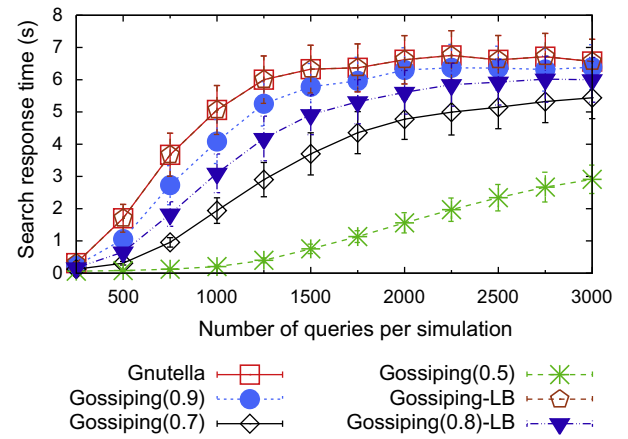 8
7
6
5
4
3
2
1
0
Search response time (s)
500 1000 1500 2000 2500 3000
Number of queries per simulation
Gnutella
Gossiping(0.9)
Gossiping(0.7)
Gossiping(0.5)
Gossiping-LB
Gossiping(0.8)-LB